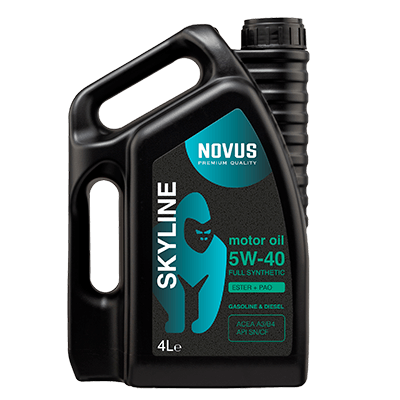 NOVUS
PREMIUM QUALITY
SKYLINE
motor oil
5W-40
FULL SYNTHETIC
ESTER + PAO
GASOLINE & DIESEL
ACEA A3/B4
API SN/CF
4L℮